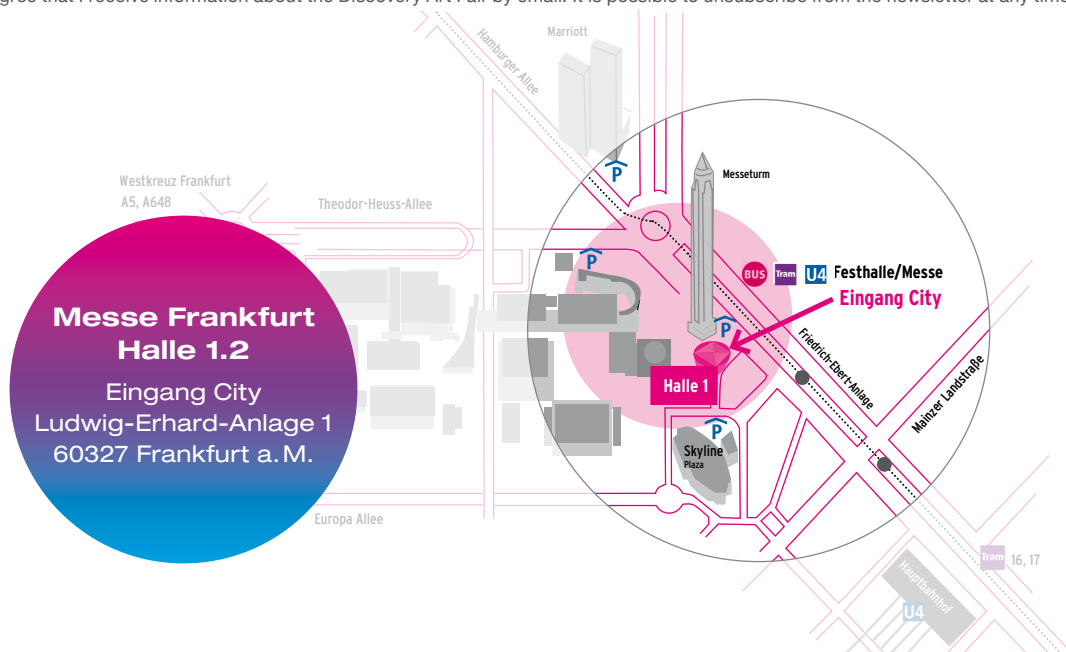 gree that I receive information about the Discovery Art Fair by email. It is possible to unsubscribe from the newsletter at any time
Marriott
Hamburger Allee
P
Messeturm
Westkreuz Frankfurt
A5, A648
Theodor-Heuss-Allee
P
BUS Tram U4 Festhalle/Messe
Eingang City
Messe Frankfurt
Halle 1.2
Eingang City
Ludwig-Erhard-Anlage 1
60327 Frankfurt a. M.
P
Halle 1
Friedrich-Ebert-Anlage
Mainzer Landstraße
P
Skyline
Plaza
Europa Allee
Tram 16, 17
Hauptbahnhof
U4